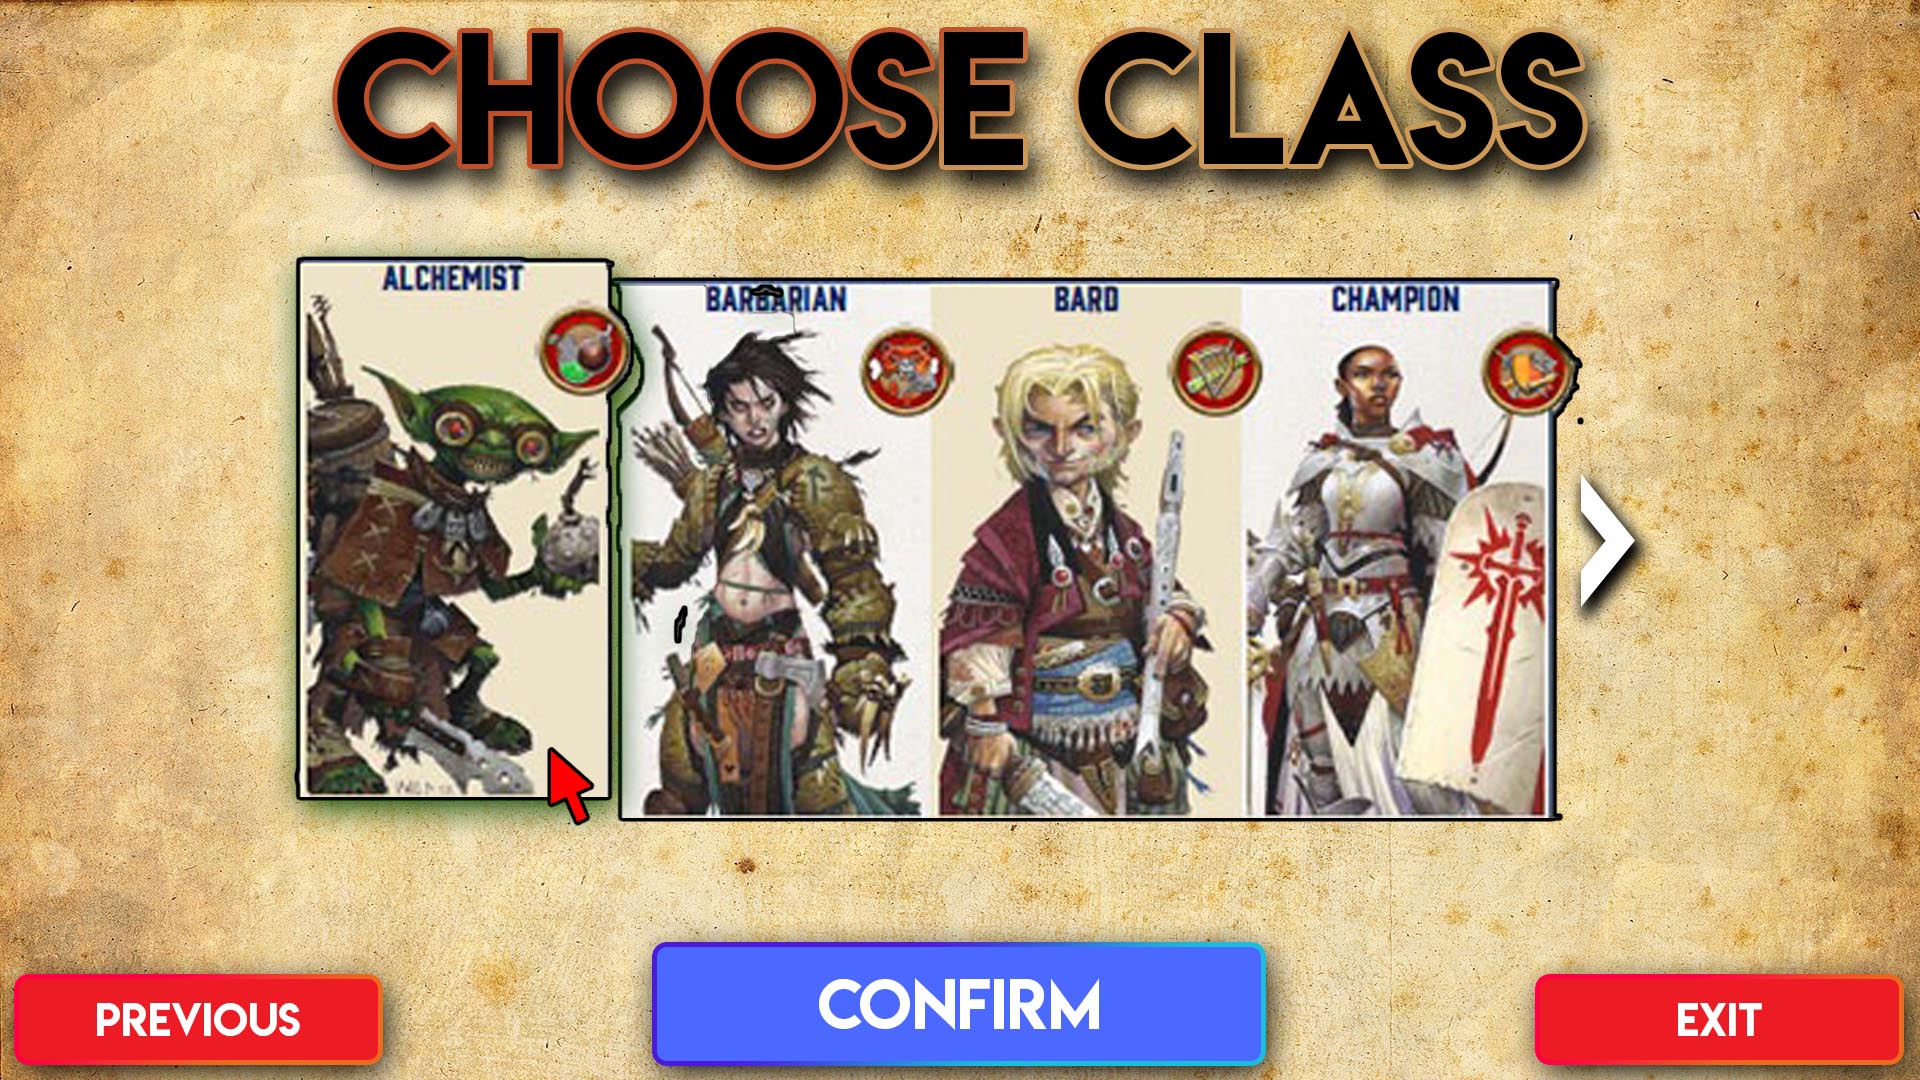 CHOOSE CLASS
ALCHEMIST
BARBARIAN
BARD
CHAMPION
PREVIOUS
CONFIRM
EXIT